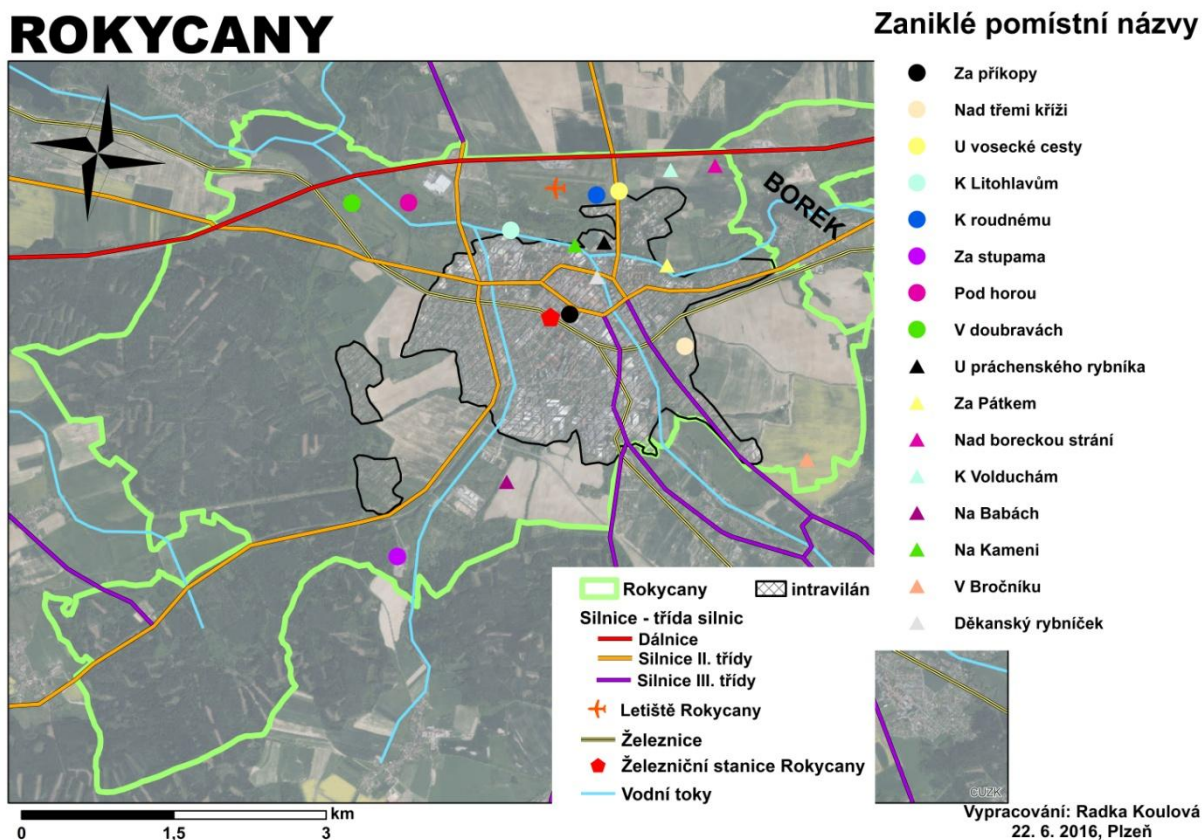 ROKYCANY
Zaniklé pomístní názvy
Za příkopy
Nad třemi kříži
U vosecké cesty
K Litohlavům
K roudnému
Za stupama
Pod horou
V doubravách
U práchenského rybníka
Za Pátkem
Nad boreckou strání
K Volduchám
Na Babách
Na Kameni
V Bročníku
Děkanský rybníček
BOREK
Rokycany
intravilán
Silnice - třída silnic
Dálnice
Silnice II. třídy
Silnice III. třídy
Letiště Rokycany
Železnice
Železniční stanice Rokycany
Vodní toky
ČÚZK
km
0 1,5 3
Vypracování: Radka Koulová
22. 6. 2016, Plzeň